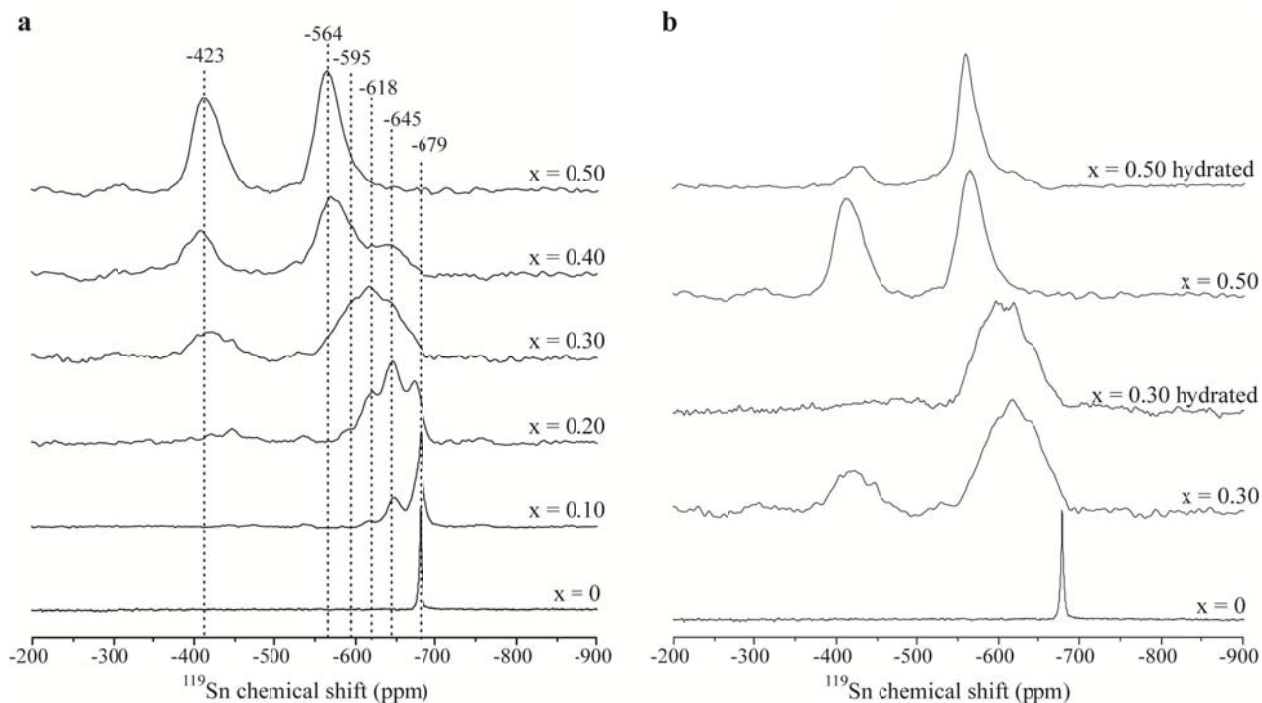 a
-423
-564
-595
-618
-645
-679
x = 0.50
x = 0.40
x = 0.30
x = 0.20
x = 0.10
x = 0
-200 -300 -400 -500 -600 -700 -800 -900
¹¹⁹Sn chemical shift (ppm)
b
x = 0.50 hydrated
x = 0.50
x = 0.30 hydrated
x = 0.30
x = 0
-200 -300 -400 -500 -600 -700 -800 -900
¹¹⁹Sn chemical shift (ppm)